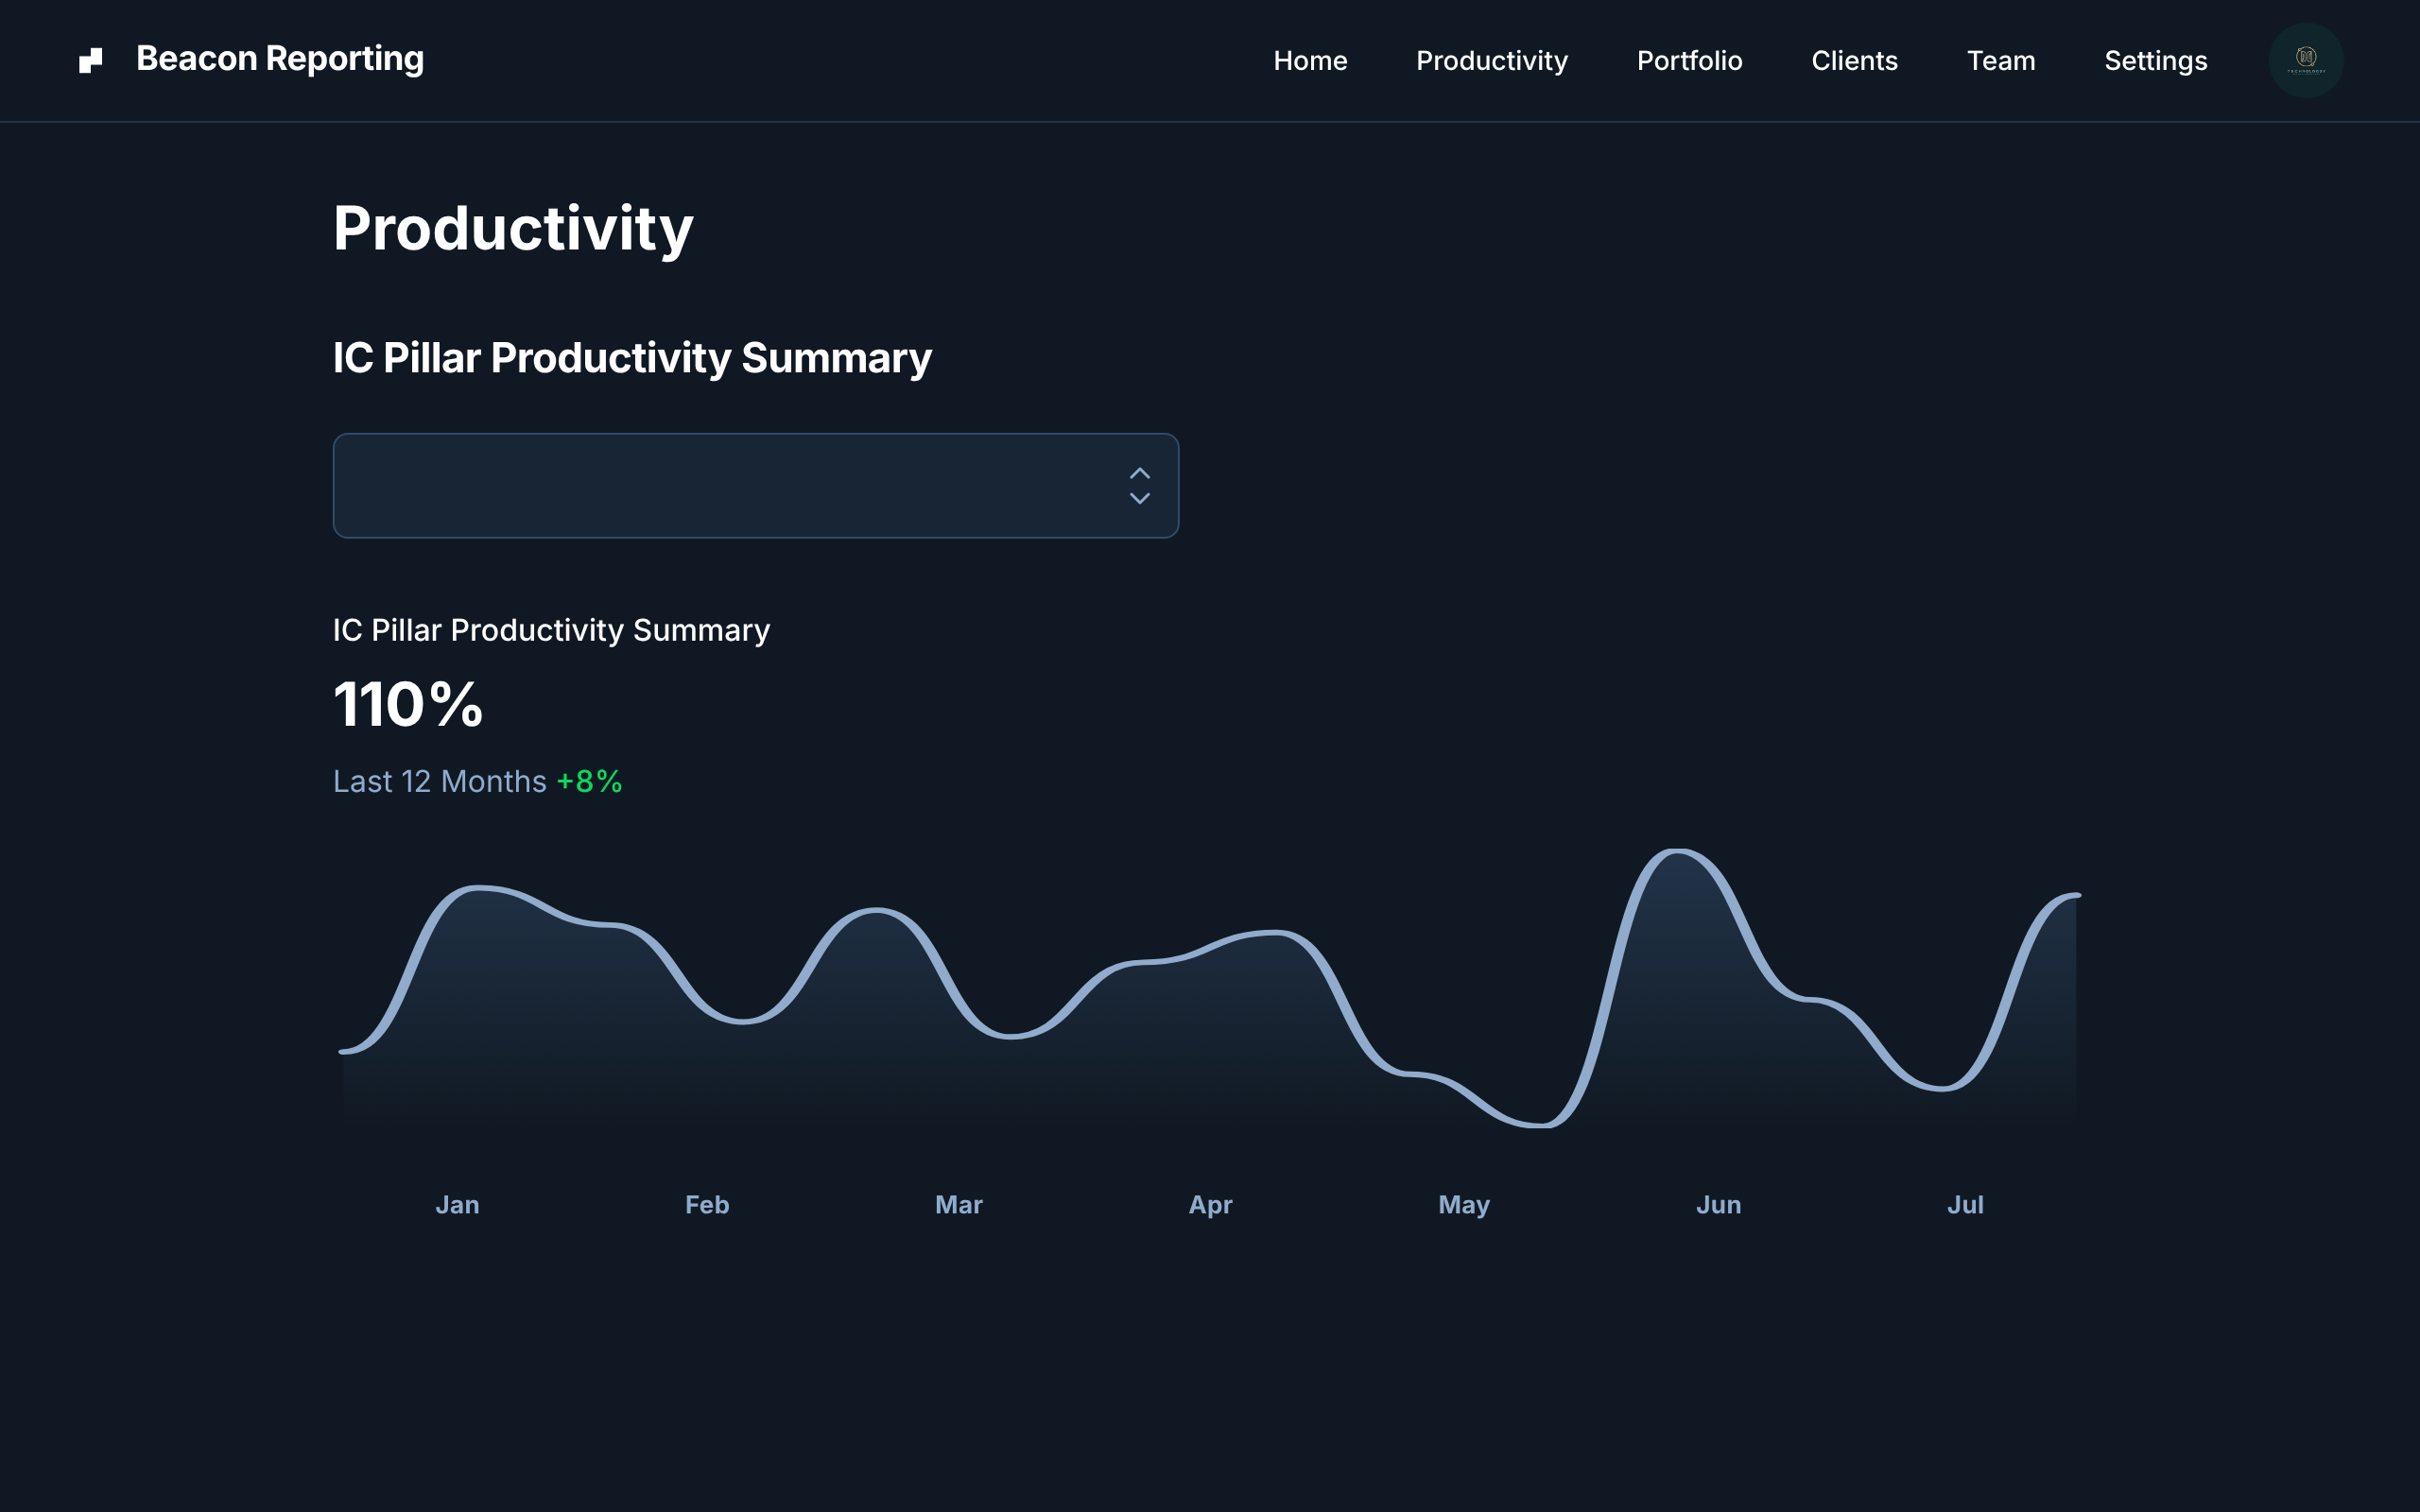 Beacon Reporting
Home
Productivity
Portfolio
Clients
Team
Settings
Productivity
IC Pillar Productivity Summary
IC Pillar Productivity Summary
110%
Last 12 Months +8%
Jan
Feb
Mar
Apr
May
Jun
Jul